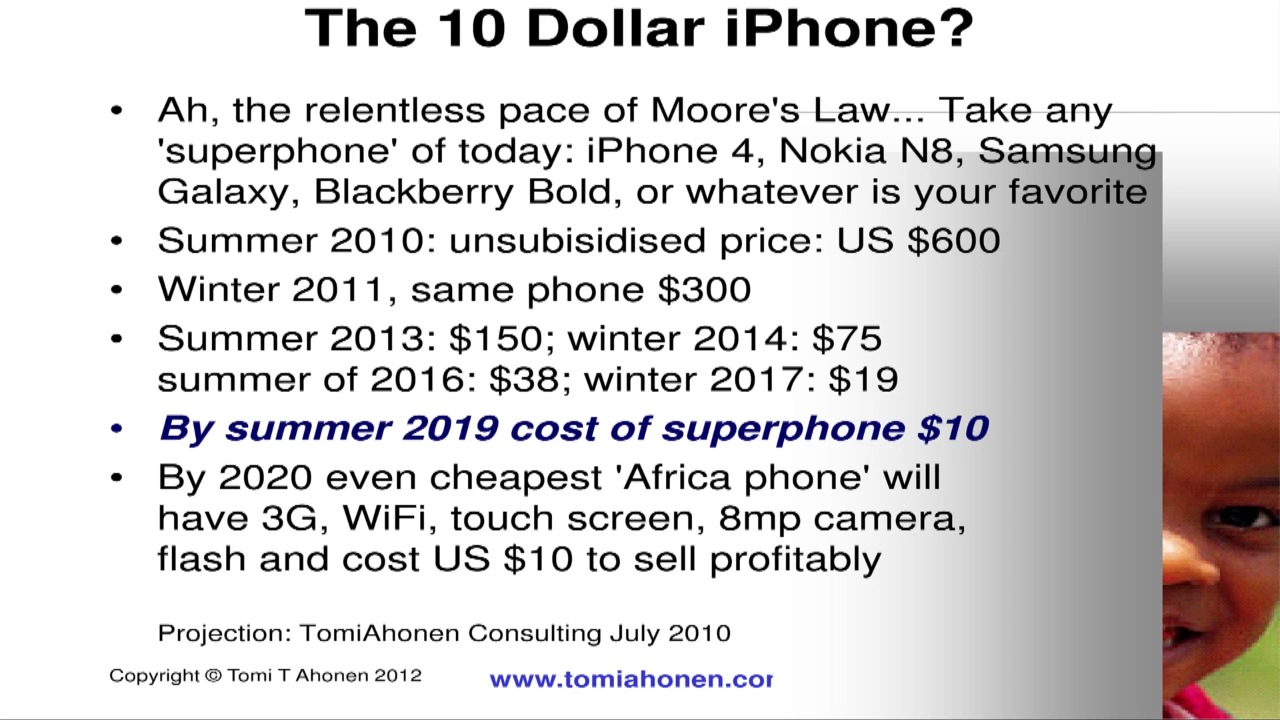 The 10 Dollar iPhone?
• Ah, the relentless pace of Moore's Law... Take any
'superphone' of today: iPhone 4, Nokia N8, Samsung
Galaxy, Blackberry Bold, or whatever is your favorite
• Summer 2010: unsubisidised price: US $600
• Winter 2011, same phone $300
• Summer 2013: $150; winter 2014: $75
summer of 2016: $38; winter 2017: $19
• By summer 2019 cost of superphone $10
• By 2020 even cheapest 'Africa phone' will
have 3G, WiFi, touch screen, 8mp camera,
flash and cost US $10 to sell profitably
Projection: TomiAhonen Consulting July 2010
Copyright © Tomi T Ahonen 2012
www.tomiahonen.cor